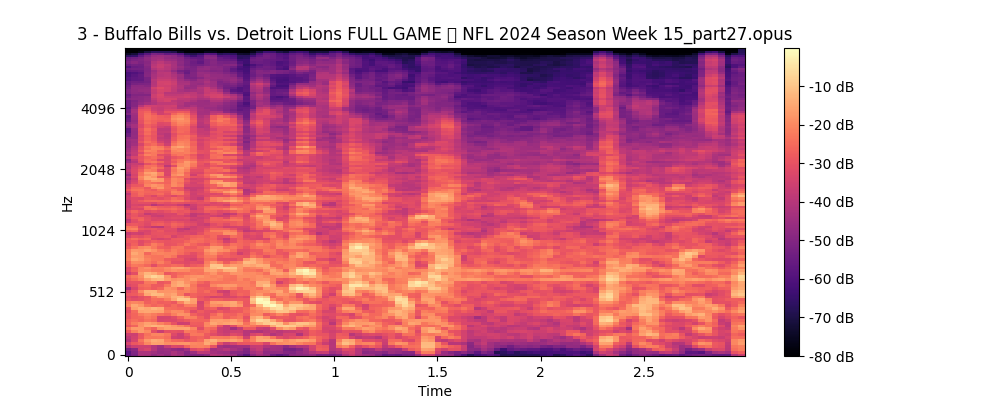 3 - Buffalo Bills vs. Detroit Lions FULL GAME ▯ NFL 2024 Season Week 15_part27.opus
Hz
4096
2048
1024
512
0
0 0.5 1 1.5 2 2.5
Time
-10 dB
-20 dB
-30 dB
-40 dB
-50 dB
-60 dB
-70 dB
-80 dB